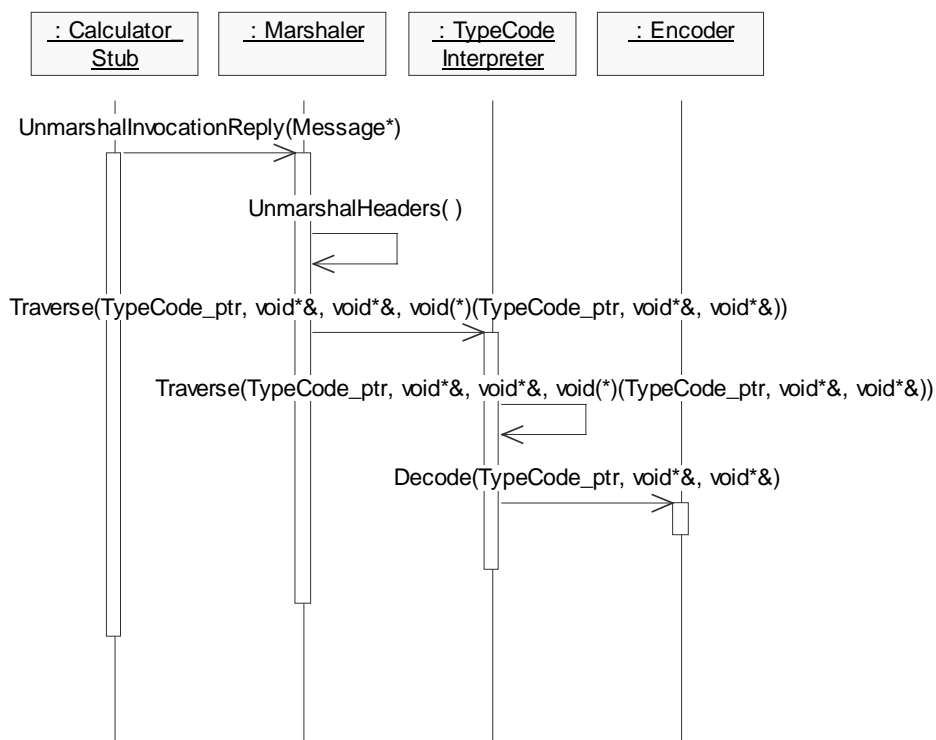 : Calculator_
Stub
: Marshaler
: TypeCode
Interpreter
: Encoder
UnmarshalInvocationReply(Message*)
UnmarshalHeaders( )
Traverse(TypeCode_ptr, void*&, void*&, void(*)(TypeCode_ptr, void*&, void*&))
Traverse(TypeCode_ptr, void*&, void*&, void(*)(TypeCode_ptr, void*&, void*&))
Decode(TypeCode_ptr, void*&, void*&)